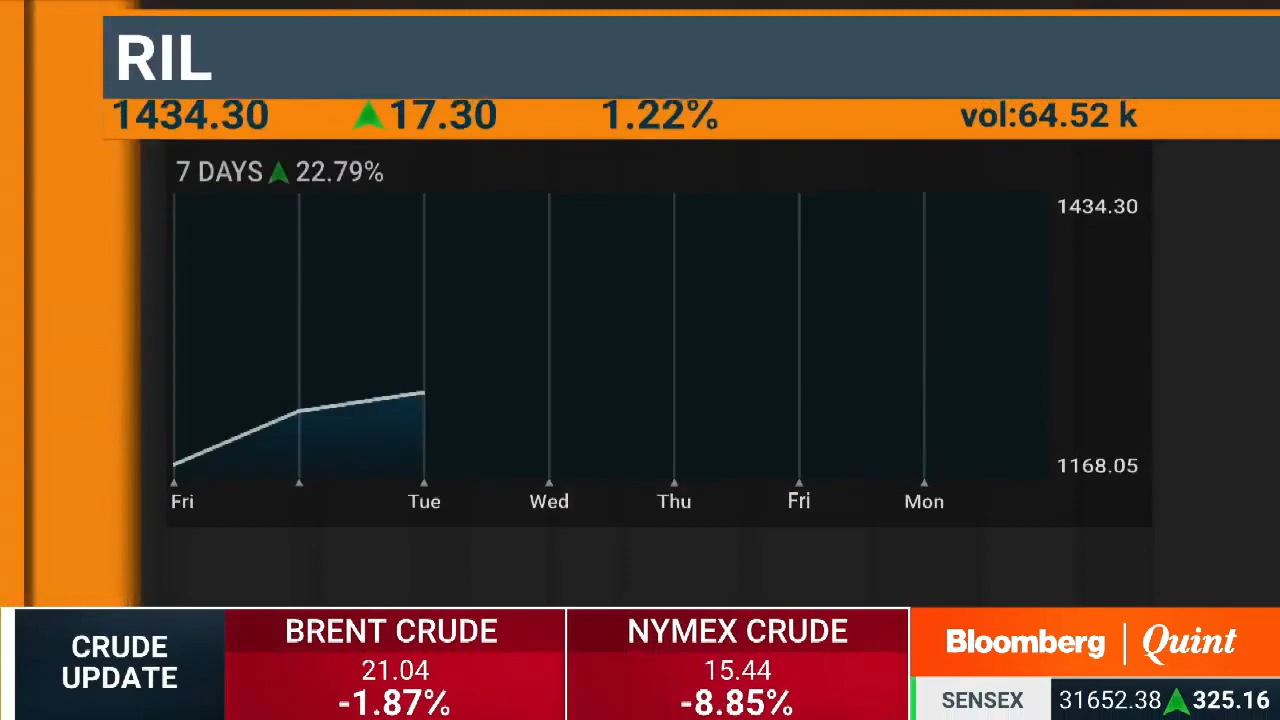 RIL
1434.30 ▲ 17.30 1.22% vol:64.52 k
7 DAYS ▲ 22.79%
1434.30
1168.05
Fri Tue Wed Thu Fri Mon
CRUDE
UPDATE
BRENT CRUDE
21.04
-1.87%
NYMEX CRUDE
15.44
-8.85%
Bloomberg | Quint
SENSEX 31652.38 ▲ 325.16